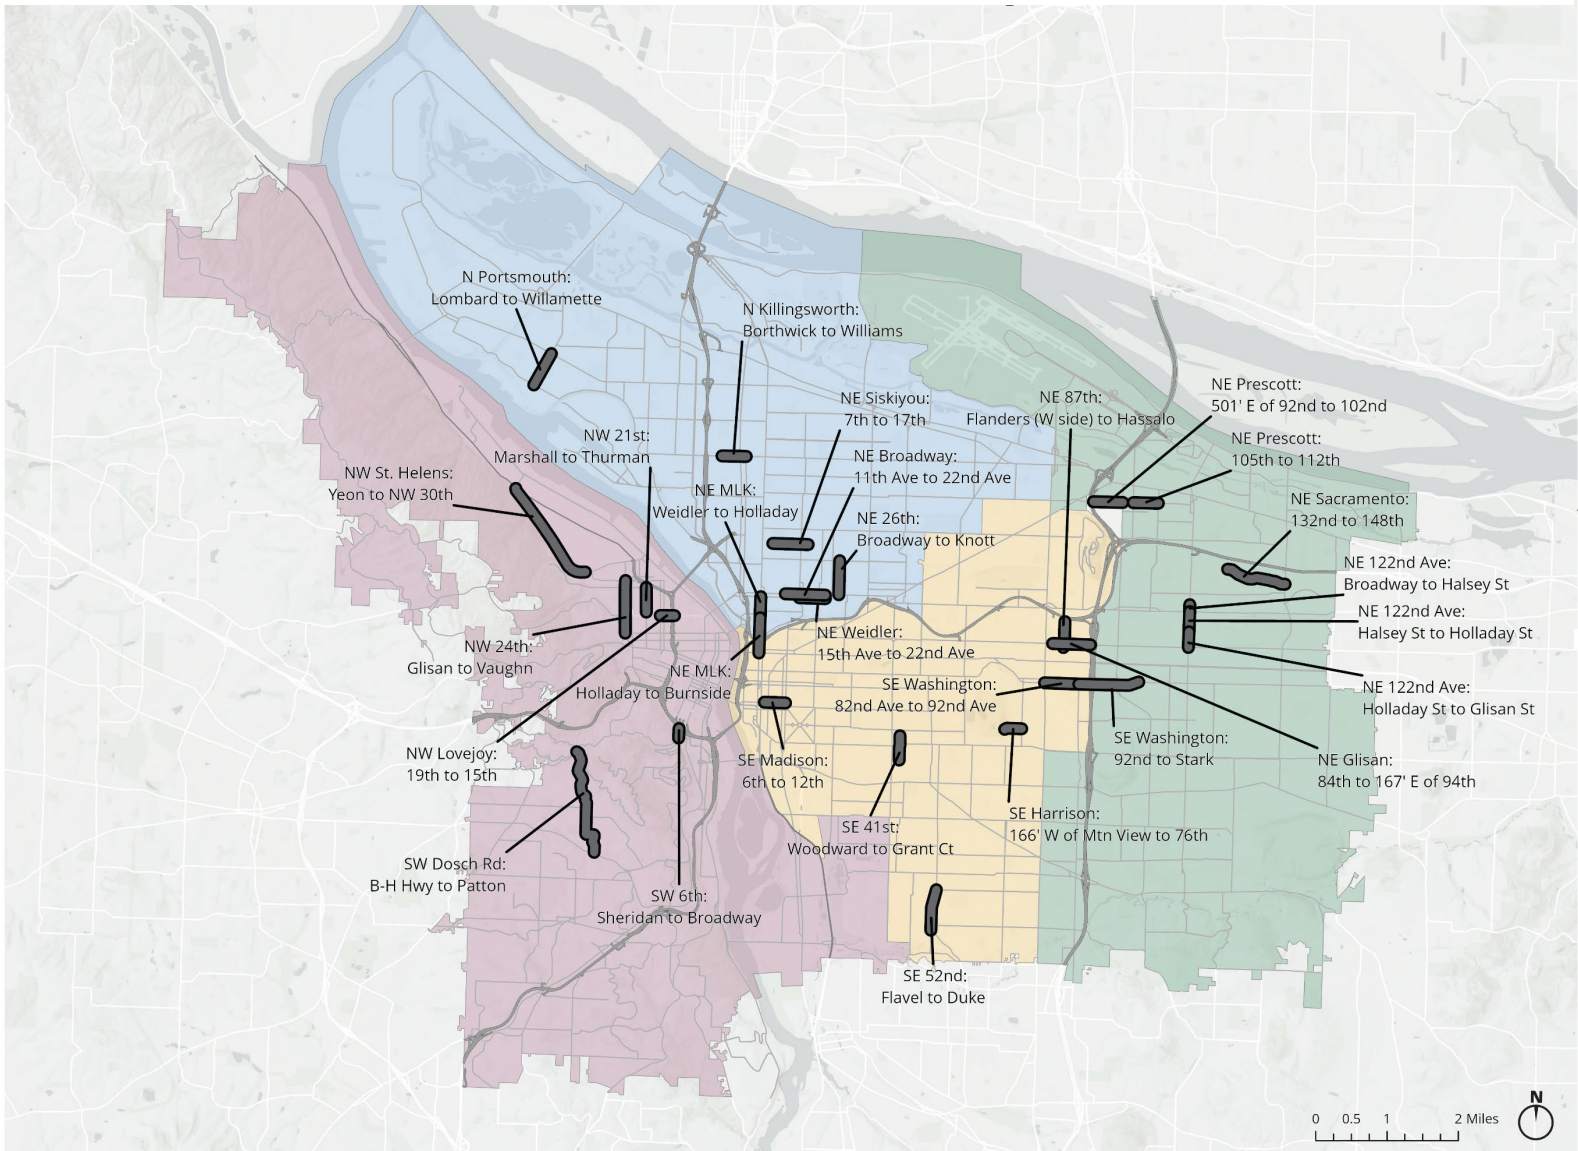 N Portsmouth:
Lombard to Willamette
N Killingsworth:
Borthwick to Williams
NE Siskiyou:
7th to 17th
NE 87th:
Flanders (W side) to Hassalo
NE Prescott:
501' E of 92nd to 102nd
NE Prescott:
105th to 112th
NW 21st:
Marshall to Thurman
NE Broadway:
11th Ave to 22nd Ave
NW St. Helens:
Yeon to NW 30th
NE MLK:
Weidler to Holladay
NE 26th:
Broadway to Knott
NE Sacramento:
132nd to 148th
NE 122nd Ave:
Broadway to Halsey St
NE 122nd Ave:
Halsey St to Holladay St
NW 24th:
Glisan to Vaughn
NE Weidler:
15th Ave to 22nd Ave
NE MLK:
Holladay to Burnside
SE Washington:
82nd Ave to 92nd Ave
NE 122nd Ave:
Holladay St to Glisan St
NW Lovejoy:
19th to 15th
SE Madison:
6th to 12th
SE Washington:
92nd to Stark
NE Glisan:
84th to 167' E of 94th
SE 41st:
Woodward to Grant Ct
SE Harrison:
166' W of Mtn View to 76th
SW Dosch Rd:
B-H Hwy to Patton
SW 6th:
Sheridan to Broadway
SE 52nd:
Flavel to Duke
N
0 0.5 1 2 Miles